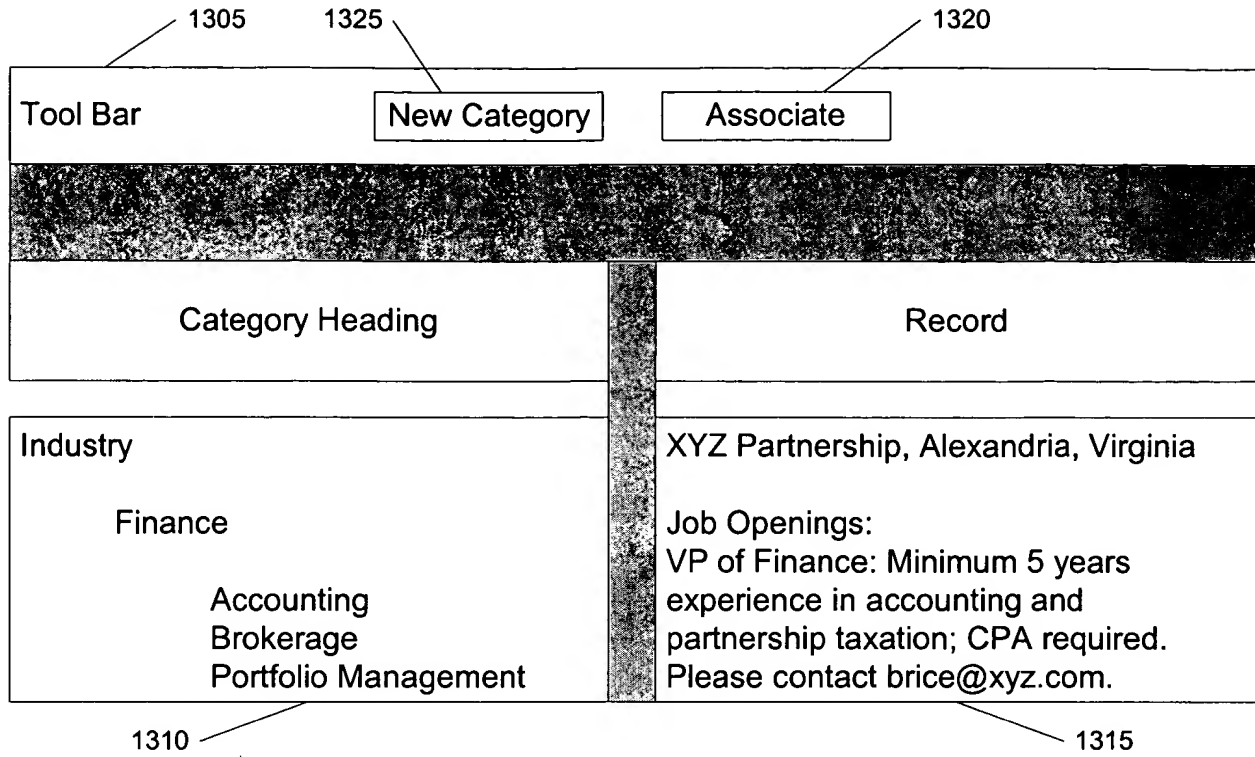 1305 1325 1320
Tool Bar New Category Associate
Category Heading Record
Industry
Finance
Accounting
Brokerage
Portfolio Management
XYZ Partnership, Alexandria, Virginia
Job Openings:
VP of Finance: Minimum 5 years
experience in accounting and
partnership taxation; CPA required.
Please contact brice@xyz.com.
1310 1315